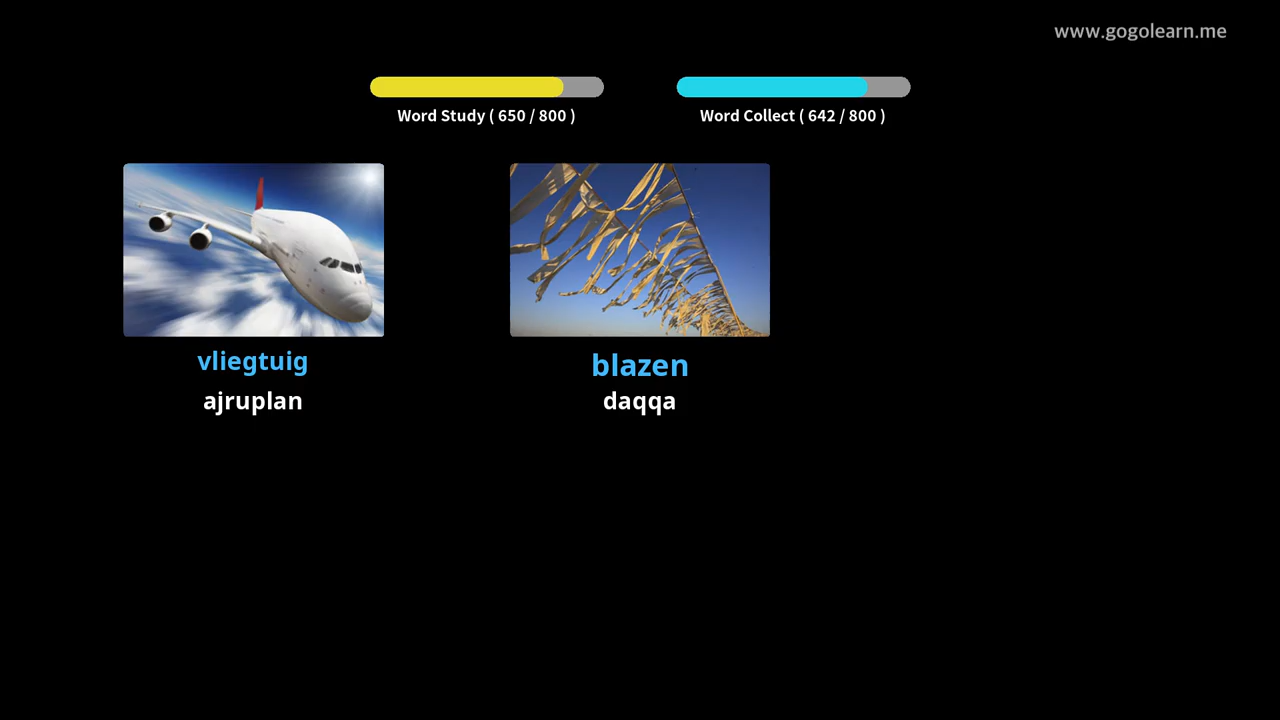 www.gogolearn.me
Word Study ( 650 / 800 )
Word Collect ( 642 / 800 )
vliegtuig
ajruplan
blazen
daqqa